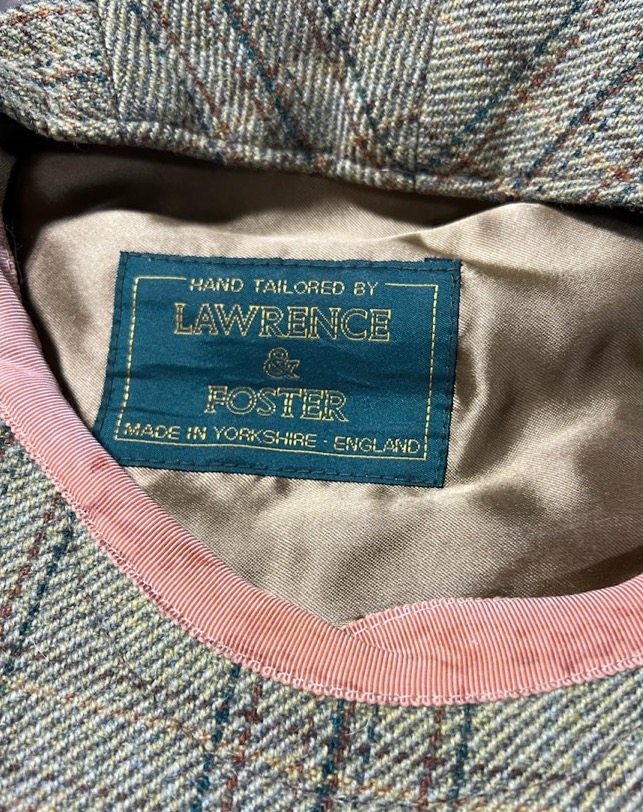 HAND TAILORED BY
LAWRENCE
&
FOSTER
MADE IN YORKSHIRE - ENGLAND